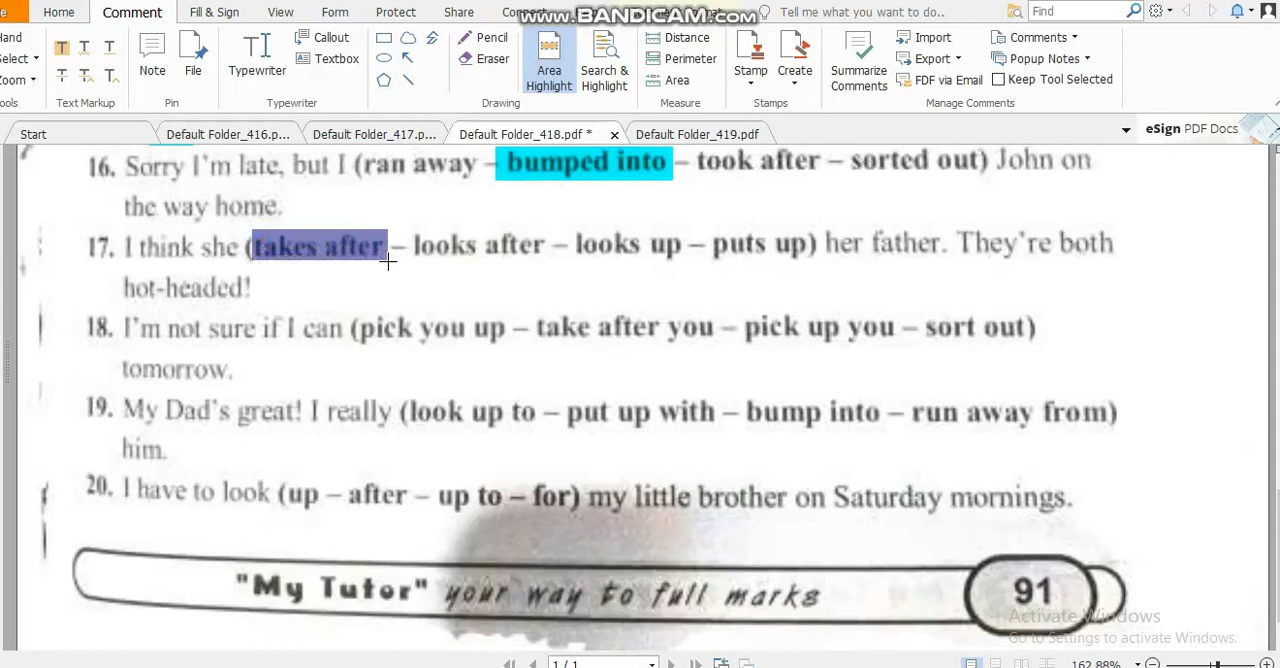 Home Comment Fill & Sign View Form Protect Share Connect www.BANDICAM.com Tell me what you want to do.. Find
Callout Pencil Distance Import Comments
Textbox Eraser Perimeter Export Popup Notes
Note File Typewriter Area Highlight Search & Highlight Area Stamp Create Summarize Comments FDF via Email Keep Tool Selected
Text Markup Pin Typewriter Drawing Measure Stamps Manage Comments
Start Default Folder_416.p... Default Folder_417.p... Default Folder_418.pdf * Default Folder_419.pdf eSign PDF Docs
16. Sorry I'm late, but I (ran away – bumped into – took after – sorted out) John on
the way home.
17. I think she (takes after – looks after – looks up – puts up) her father. They're both
hot-headed!
18. I'm not sure if I can (pick you up – take after you – pick up you – sort out)
tomorrow.
19. My Dad's great! I really (look up to – put up with – bump into – run away from)
him.
20. I have to look (up – after – up to – for) my little brother on Saturday mornings.
"My Tutor" your way to full marks 91
Activate Windows
Go to Settings to activate Windows.
1 / 1 162.88%